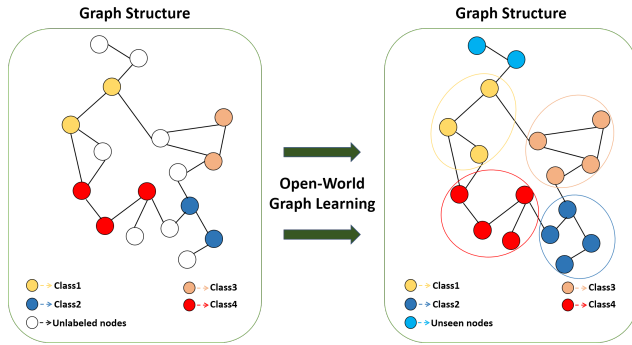 Graph Structure
Class1
Class3
Class2
Class4
Unlabeled nodes
Open-World
Graph Learning
Graph Structure
Class1
Class3
Class2
Class4
Unseen nodes